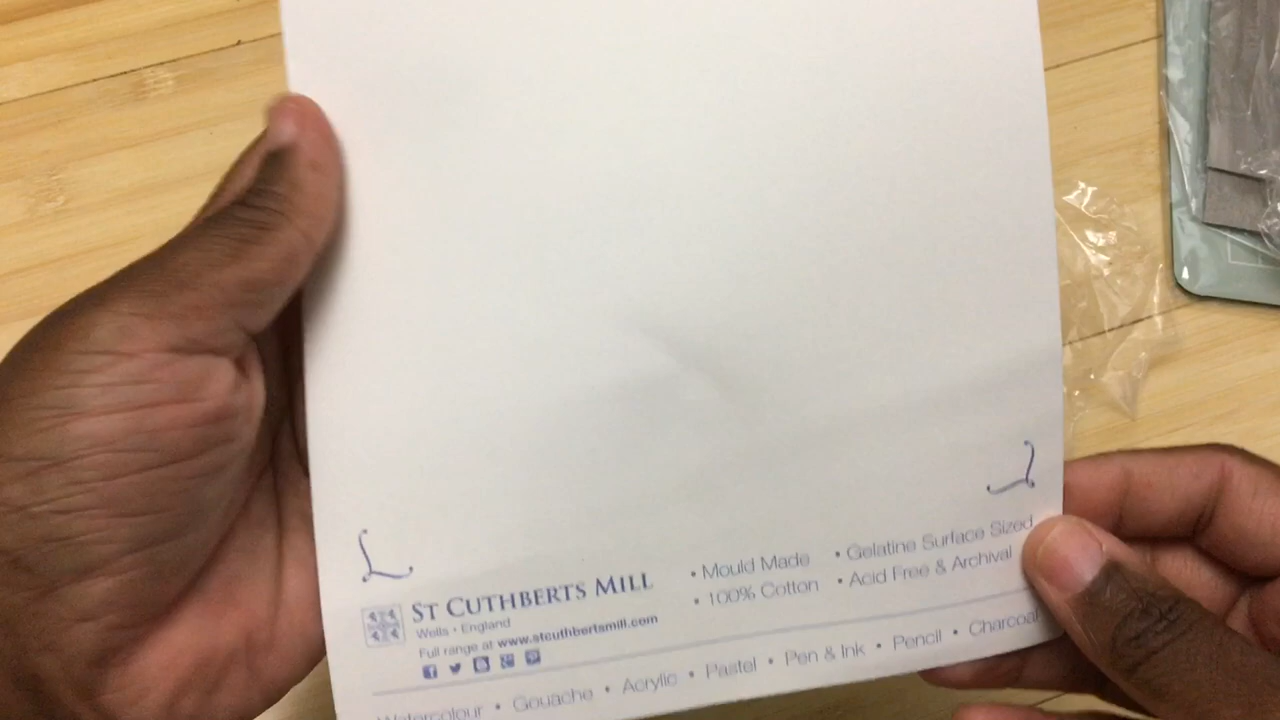 ST CUTHBERTS MILL
Wells • England
Full range at www.stcuthbertsmill.com
• Mould Made • Gelatine Surface Sized
• 100% Cotton • Acid Free & Archival
Watercolour • Gouache • Acrylic • Pastel • Pen & Ink • Pencil • Charcoal